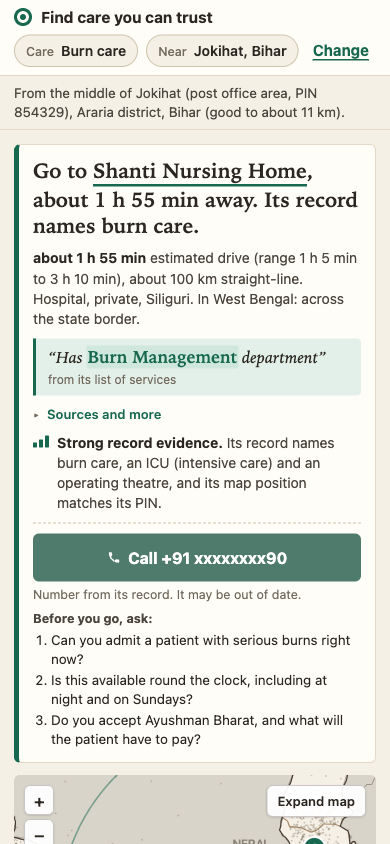 Find care you can trust
Care Burn care
Near Jokihat, Bihar
Change
From the middle of Jokihat (post office area, PIN
854329), Araria district, Bihar (good to about 11 km).
Go to Shanti Nursing Home,
about 1 h 55 min away. Its record
names burn care.
about 1 h 55 min estimated drive (range 1 h 5 min
to 3 h 10 min), about 100 km straight-line.
Hospital, private, Siliguri. In West Bengal: across
the state border.
“Has Burn Management department”
from its list of services
Sources and more
Strong record evidence. Its record names
burn care, an ICU (intensive care) and an
operating theatre, and its map position
matches its PIN.
Call +91 xxxxxxxx90
Number from its record. It may be out of date.
Before you go, ask:
1. Can you admit a patient with serious burns right
now?
2. Is this available round the clock, including at
night and on Sundays?
3. Do you accept Ayushman Bharat, and what will
the patient have to pay?
+
Expand map
−
NEPAL